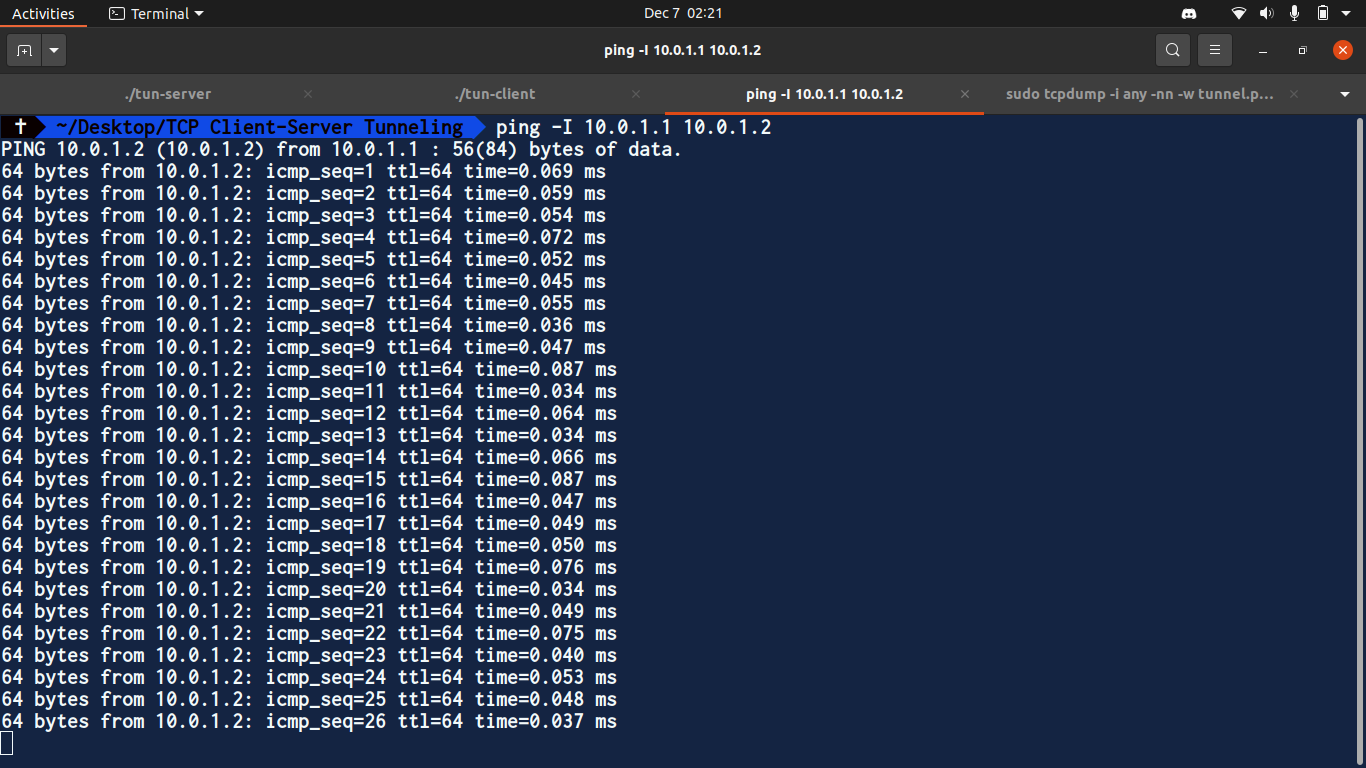 Activities Terminal Dec 7 02:21
ping -I 10.0.1.1 10.0.1.2
./tun-server ./tun-client ping -I 10.0.1.1 10.0.1.2 sudo tcpdump -i any -nn -w tunnel.p…
✝ ~/Desktop/TCP Client-Server Tunneling ping -I 10.0.1.1 10.0.1.2
PING 10.0.1.2 (10.0.1.2) from 10.0.1.1 : 56(84) bytes of data.
64 bytes from 10.0.1.2: icmp_seq=1 ttl=64 time=0.069 ms
64 bytes from 10.0.1.2: icmp_seq=2 ttl=64 time=0.059 ms
64 bytes from 10.0.1.2: icmp_seq=3 ttl=64 time=0.054 ms
64 bytes from 10.0.1.2: icmp_seq=4 ttl=64 time=0.072 ms
64 bytes from 10.0.1.2: icmp_seq=5 ttl=64 time=0.052 ms
64 bytes from 10.0.1.2: icmp_seq=6 ttl=64 time=0.045 ms
64 bytes from 10.0.1.2: icmp_seq=7 ttl=64 time=0.055 ms
64 bytes from 10.0.1.2: icmp_seq=8 ttl=64 time=0.036 ms
64 bytes from 10.0.1.2: icmp_seq=9 ttl=64 time=0.047 ms
64 bytes from 10.0.1.2: icmp_seq=10 ttl=64 time=0.087 ms
64 bytes from 10.0.1.2: icmp_seq=11 ttl=64 time=0.034 ms
64 bytes from 10.0.1.2: icmp_seq=12 ttl=64 time=0.064 ms
64 bytes from 10.0.1.2: icmp_seq=13 ttl=64 time=0.034 ms
64 bytes from 10.0.1.2: icmp_seq=14 ttl=64 time=0.066 ms
64 bytes from 10.0.1.2: icmp_seq=15 ttl=64 time=0.087 ms
64 bytes from 10.0.1.2: icmp_seq=16 ttl=64 time=0.047 ms
64 bytes from 10.0.1.2: icmp_seq=17 ttl=64 time=0.049 ms
64 bytes from 10.0.1.2: icmp_seq=18 ttl=64 time=0.050 ms
64 bytes from 10.0.1.2: icmp_seq=19 ttl=64 time=0.076 ms
64 bytes from 10.0.1.2: icmp_seq=20 ttl=64 time=0.034 ms
64 bytes from 10.0.1.2: icmp_seq=21 ttl=64 time=0.049 ms
64 bytes from 10.0.1.2: icmp_seq=22 ttl=64 time=0.075 ms
64 bytes from 10.0.1.2: icmp_seq=23 ttl=64 time=0.040 ms
64 bytes from 10.0.1.2: icmp_seq=24 ttl=64 time=0.053 ms
64 bytes from 10.0.1.2: icmp_seq=25 ttl=64 time=0.048 ms
64 bytes from 10.0.1.2: icmp_seq=26 ttl=64 time=0.037 ms